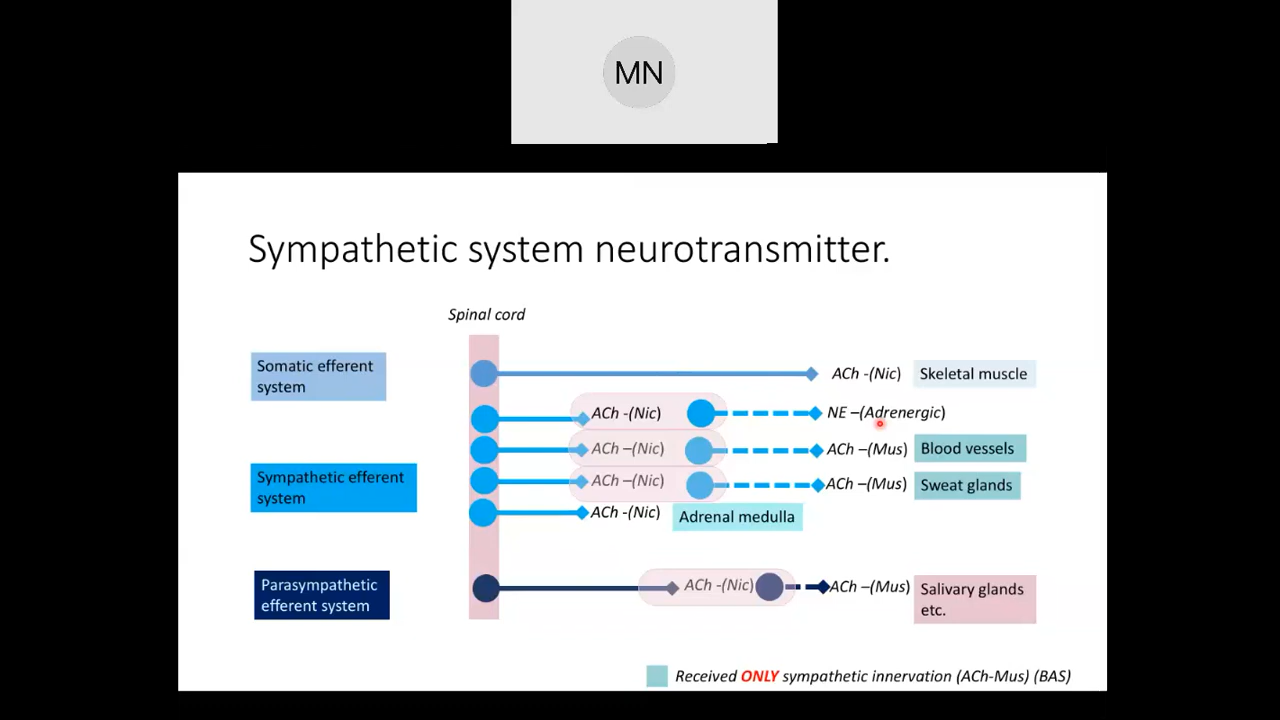 MN
Sympathetic system neurotransmitter.
Spinal cord
Somatic efferent
system
ACh -(Nic)
Skeletal muscle
ACh -(Nic)
NE –(Adrenergic)
ACh –(Nic)
ACh –(Mus)
Blood vessels
Sympathetic efferent
system
ACh –(Nic)
ACh –(Mus)
Sweat glands
ACh -(Nic)
Adrenal medulla
Parasympathetic
efferent system
ACh -(Nic)
ACh –(Mus)
Salivary glands
etc.
Received ONLY sympathetic innervation (ACh-Mus) (BAS)